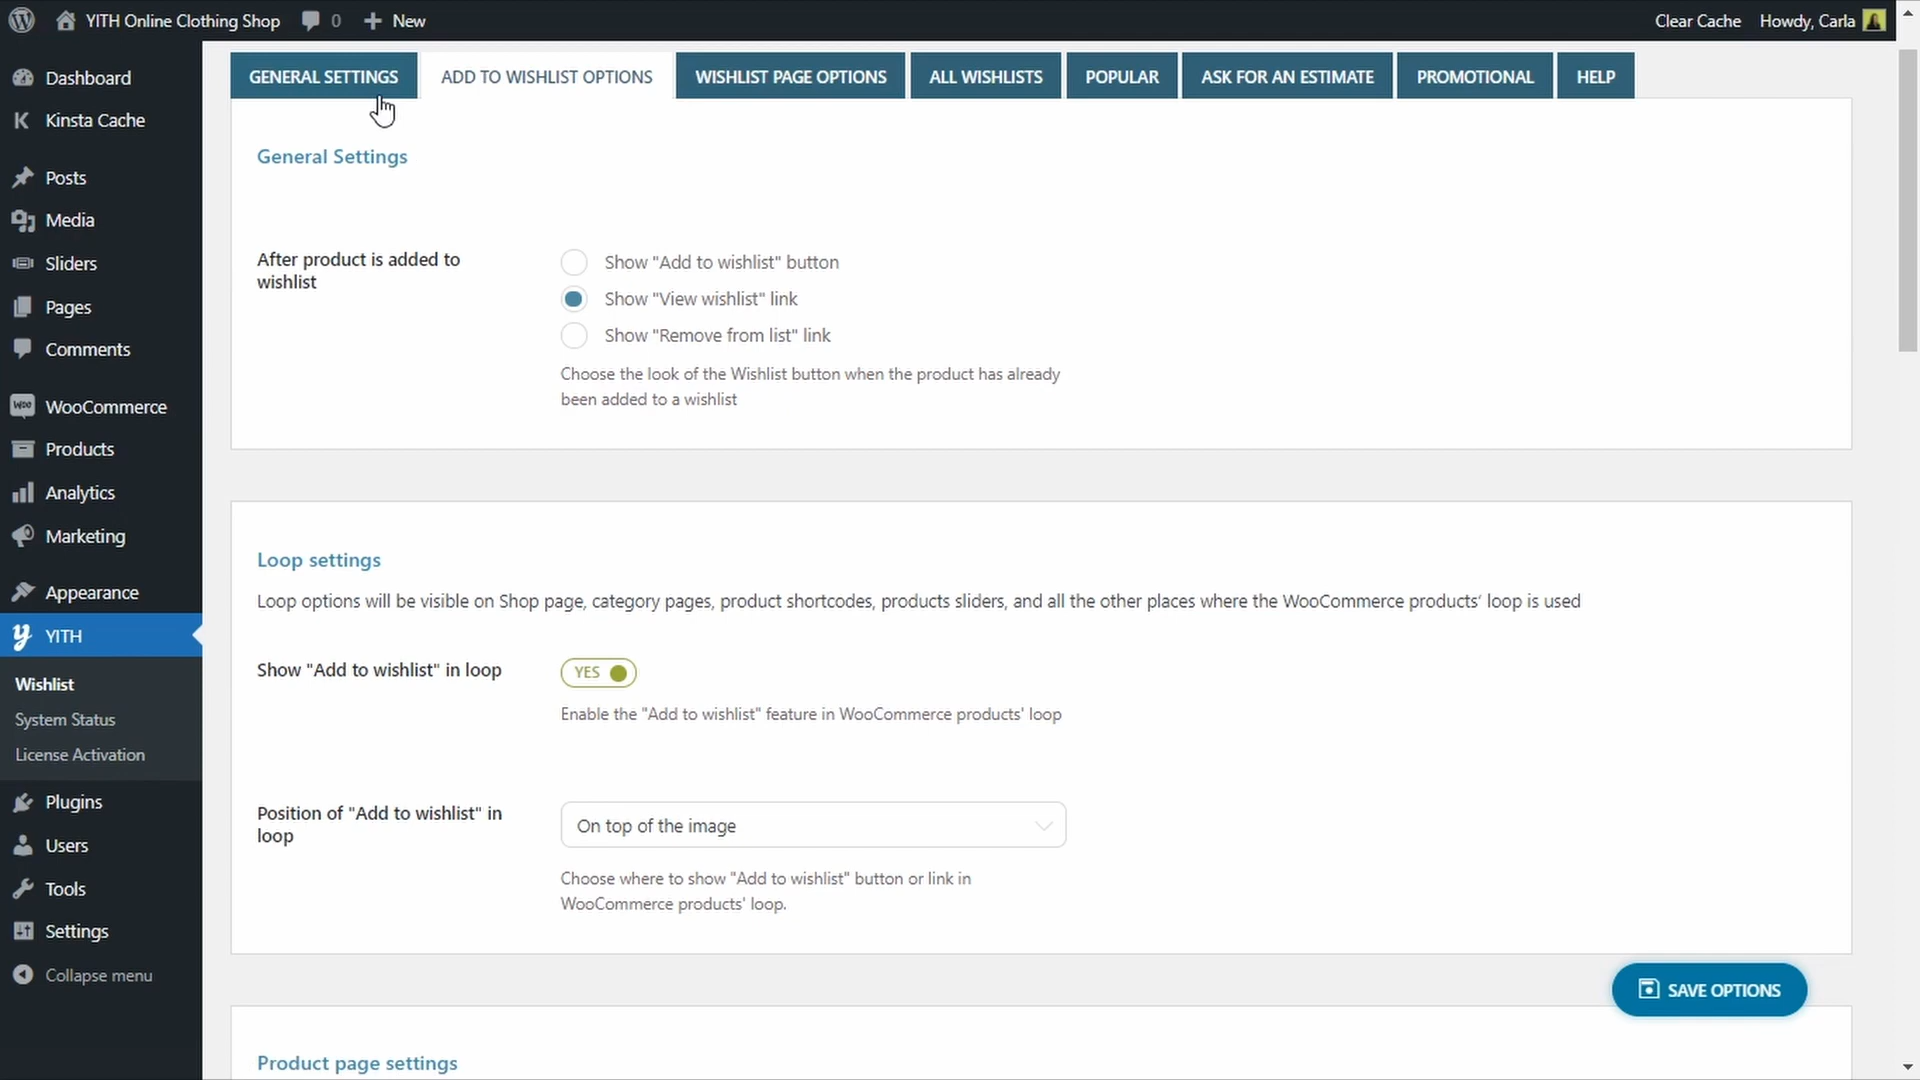 YITH Online Clothing Shop 0 New Clear Cache Howdy, Carla
Dashboard
Kinsta Cache
Posts
Media
Sliders
Pages
Comments
WooCommerce
Products
Analytics
Marketing
Appearance
YITH
Wishlist
System Status
License Activation
Plugins
Users
Tools
Settings
Collapse menu
GENERAL SETTINGS ADD TO WISHLIST OPTIONS WISHLIST PAGE OPTIONS ALL WISHLISTS POPULAR ASK FOR AN ESTIMATE PROMOTIONAL HELP
General Settings
After product is added to
wishlist
Show "Add to wishlist" button
Show "View wishlist" link
Show "Remove from list" link
Choose the look of the Wishlist button when the product has already
been added to a wishlist
Loop settings
Loop options will be visible on Shop page, category pages, product shortcodes, products sliders, and all the other places where the WooCommerce products' loop is used
Show "Add to wishlist" in loop
YES
Enable the "Add to wishlist" feature in WooCommerce products' loop
Position of "Add to wishlist" in
loop
On top of the image
Choose where to show "Add to wishlist" button or link in
WooCommerce products' loop.
SAVE OPTIONS
Product page settings